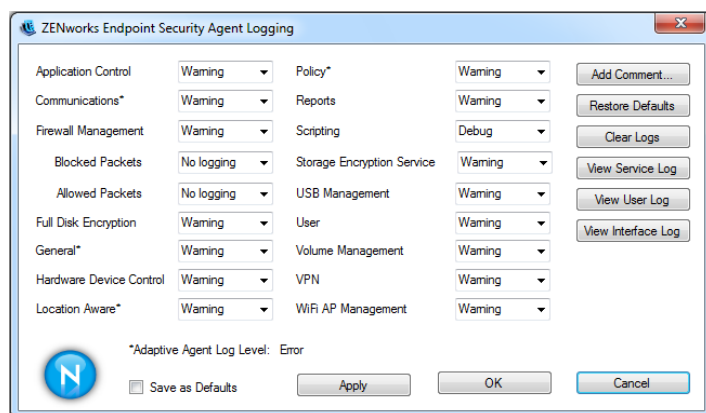 ZENworks Endpoint Security Agent Logging
Application Control Warning Policy* Warning Add Comment...
Communications* Warning Reports Warning Restore Defaults
Firewall Management Warning Scripting Debug Clear Logs
Blocked Packets No logging Storage Encryption Service Warning View Service Log
Allowed Packets No logging USB Management Warning View User Log
Full Disk Encryption Warning User Warning View Interface Log
General* Warning Volume Management Warning
Hardware Device Control Warning VPN Warning
Location Aware* Warning WiFi AP Management Warning
*Adaptive Agent Log Level: Error
N
Save as Defaults Apply OK Cancel